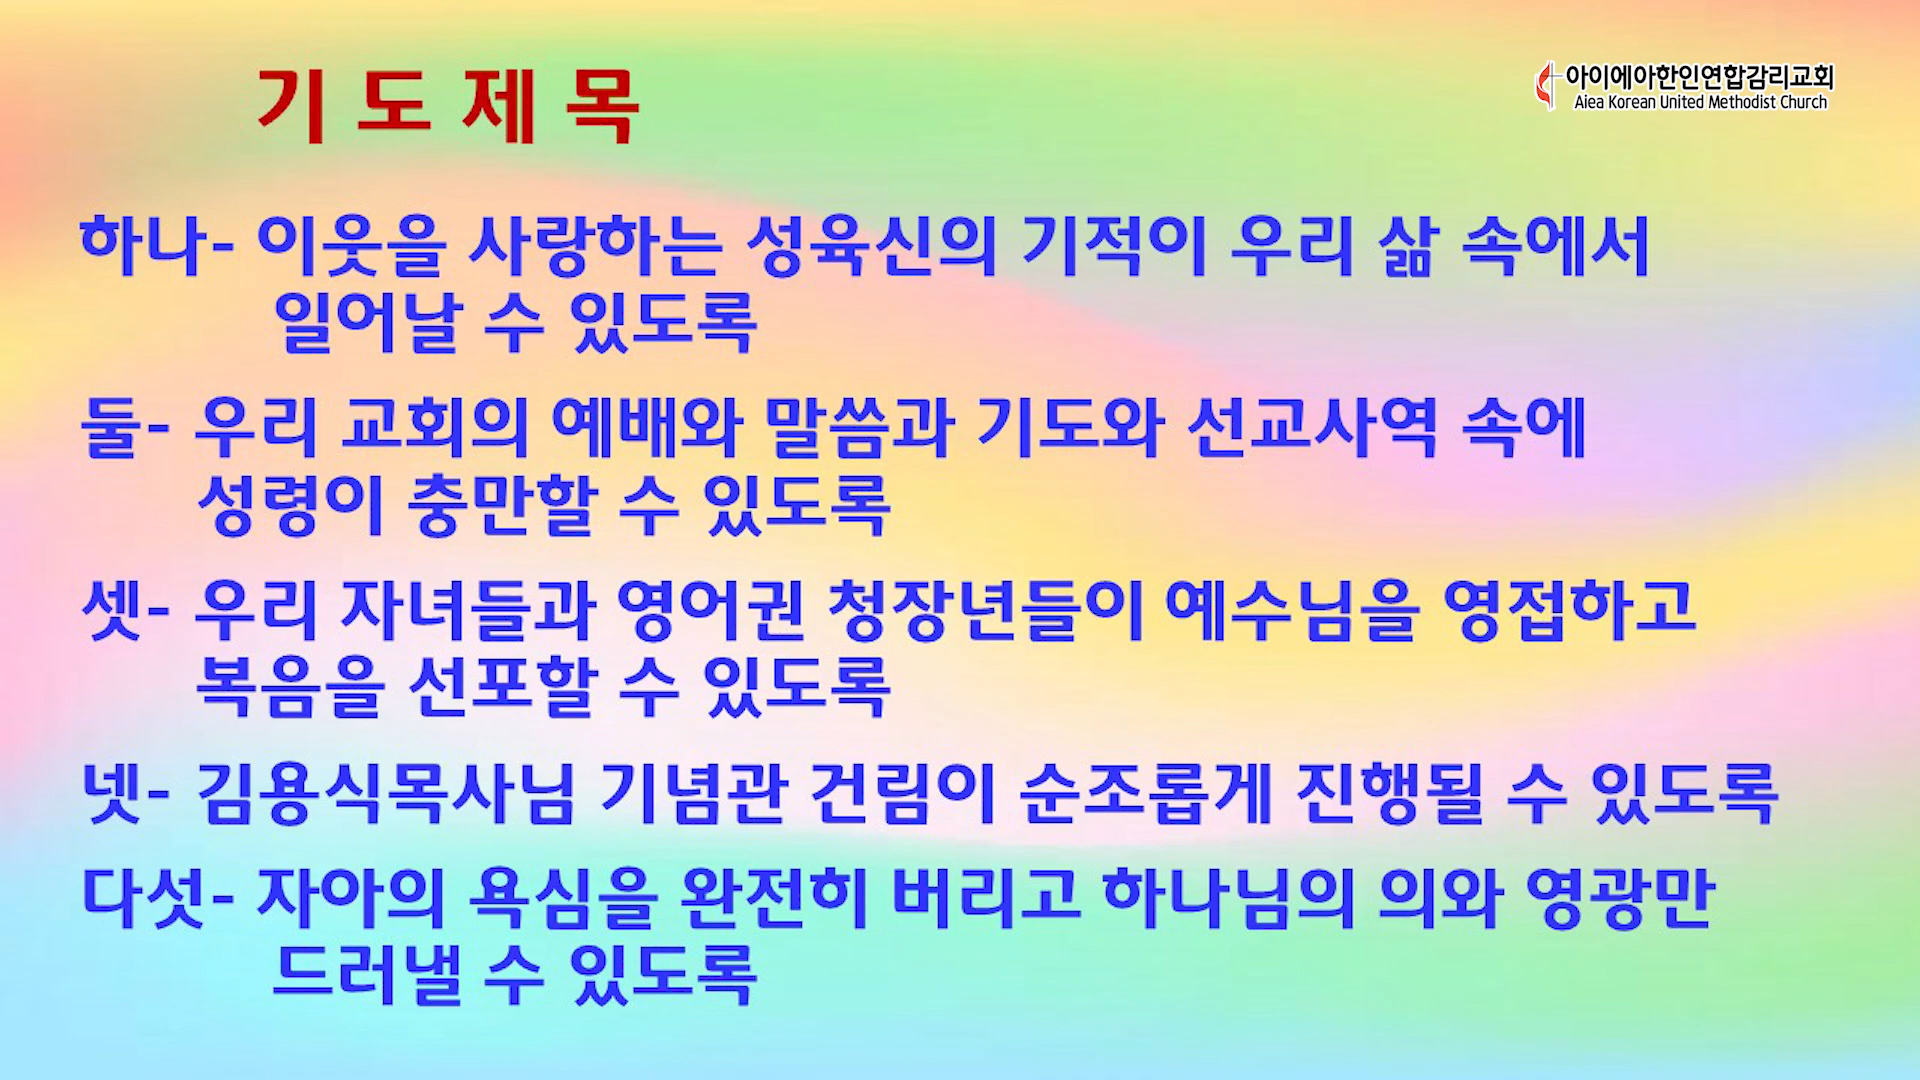 기도제목
아이에아한인연합감리교회
Aiea Korean United Methodist Church
하나- 이웃을 사랑하는 성육신의 기적이 우리 삶 속에서
일어날 수 있도록
둘- 우리 교회의 예배와 말씀과 기도와 선교사역 속에
성령이 충만할 수 있도록
셋- 우리 자녀들과 영어권 청장년들이 예수님을 영접하고
복음을 선포할 수 있도록
넷- 김용식목사님 기념관 건림이 순조롭게 진행될 수 있도록
다섯- 자아의 욕심을 완전히 버리고 하나님의 의와 영광만
드러낼 수 있도록